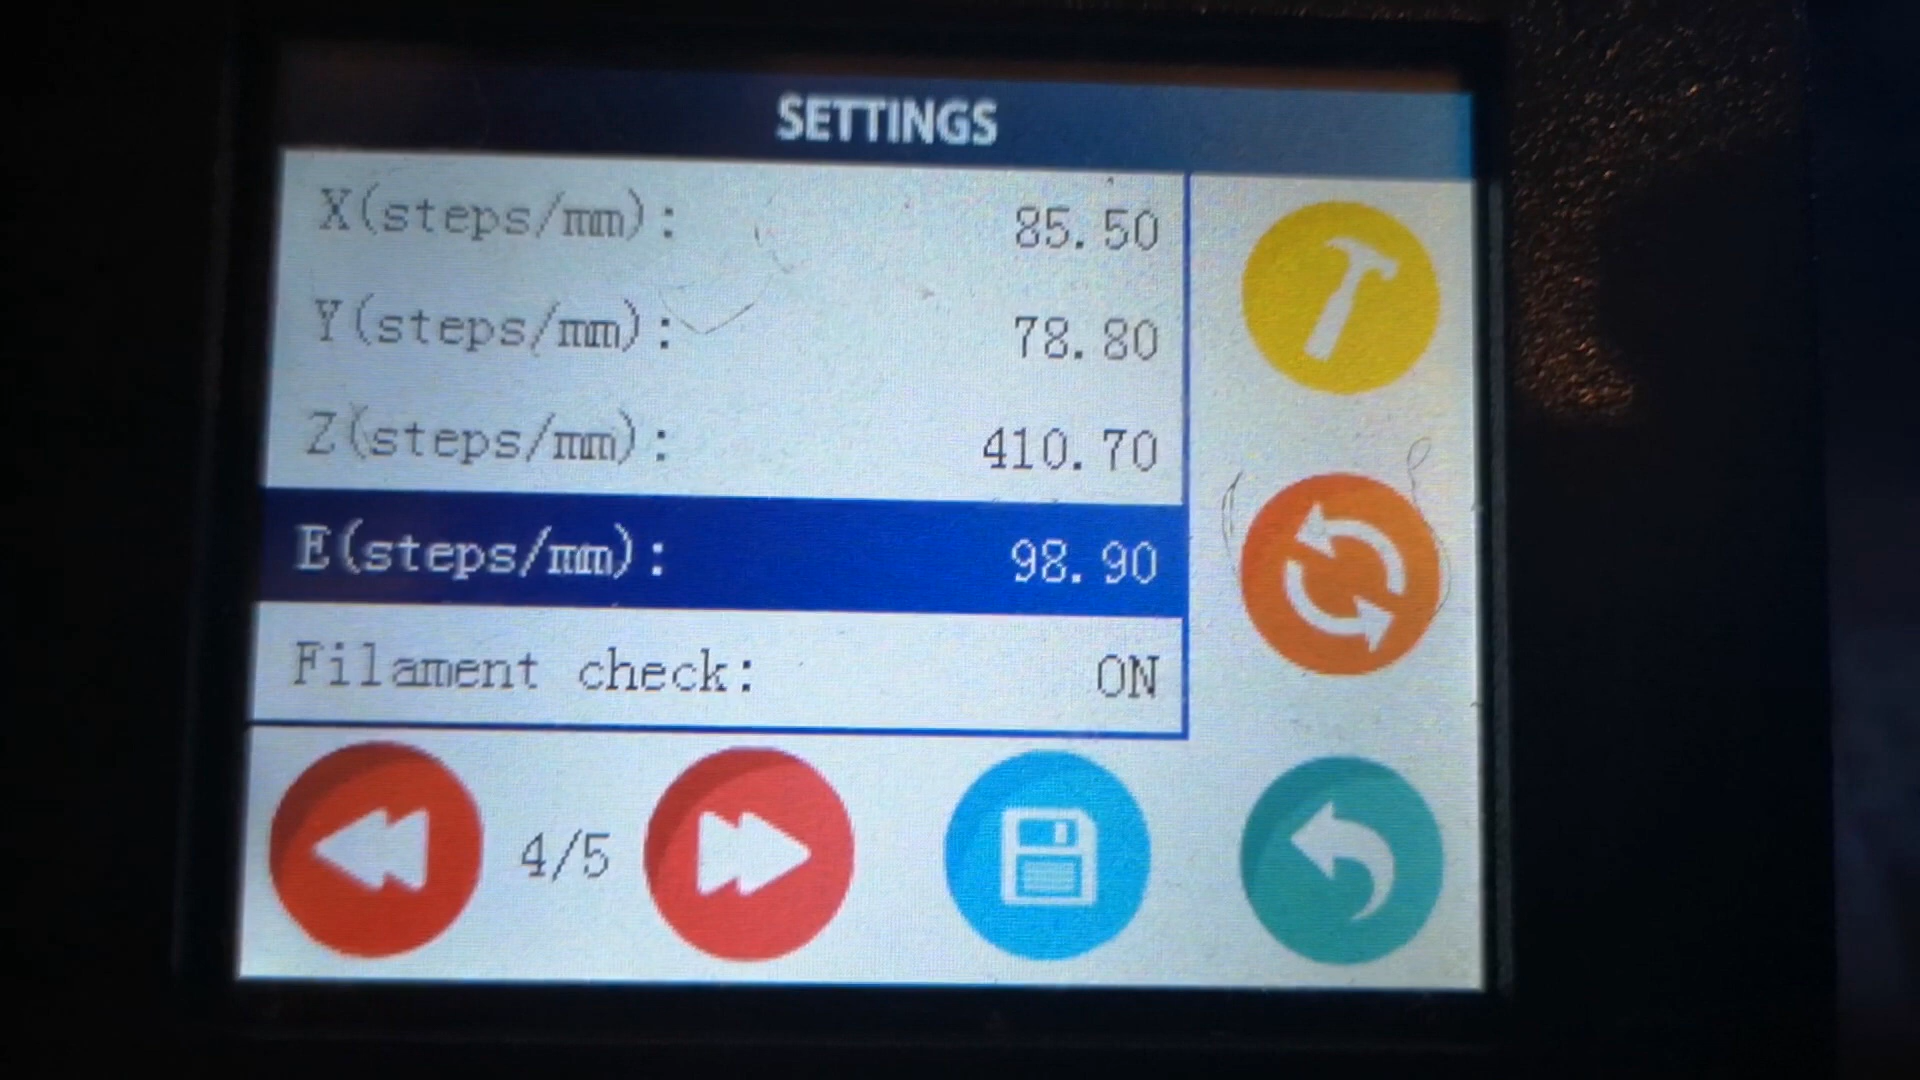 SETTINGS
X(steps/mm): 85.50
Y(steps/mm): 78.80
Z(steps/mm): 410.70
E(steps/mm): 98.90
Filament check: ON
4/5